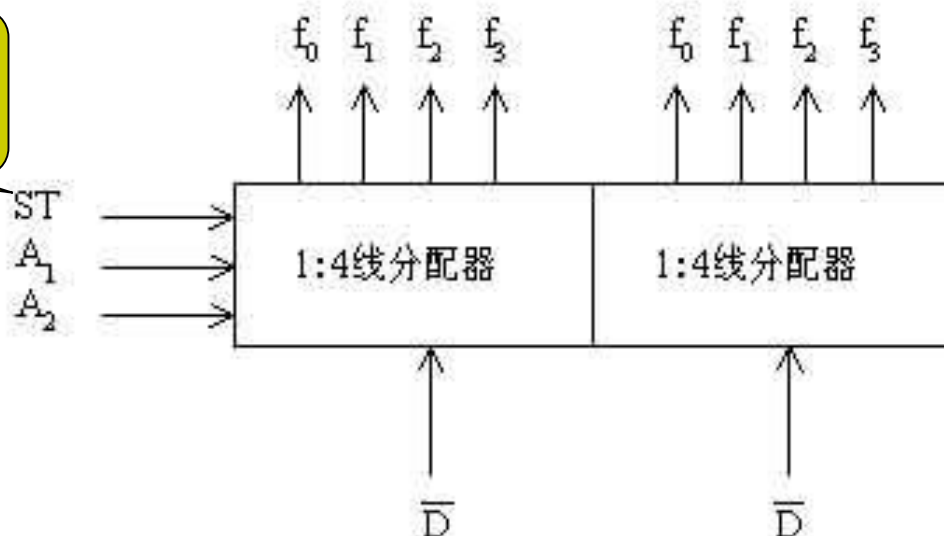 f₀ f₁ f₂ f₃ f₀ f₁ f₂ f₃
ST
A₁
A₂
1:4线分配器 1:4线分配器
D̅ D̅